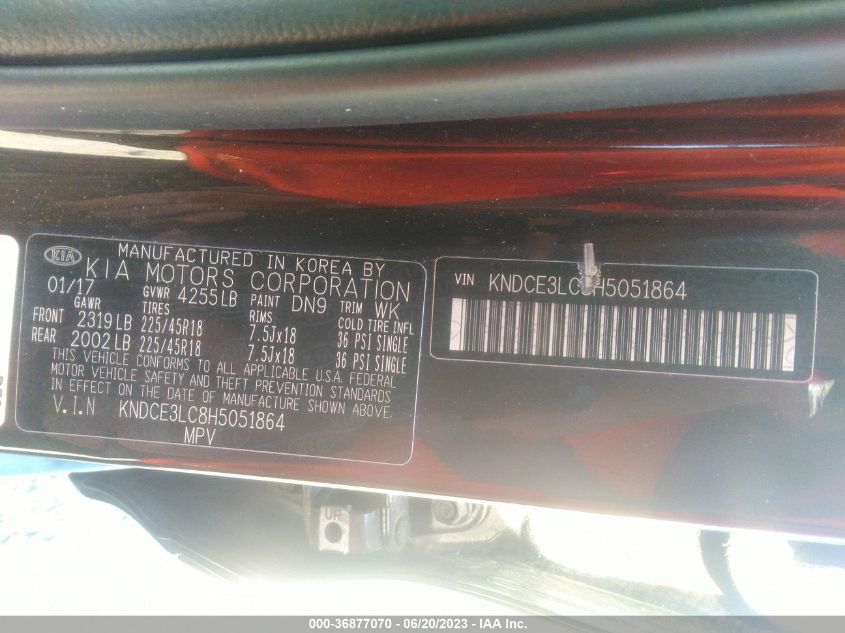 KIA
MANUFACTURED IN KOREA BY
KIA MOTORS CORPORATION
01/17 GVWR 4255LB PAINT DN9 TRIM WK
GAWR TIRES RIMS COLD TIRE INFL
FRONT 2319LB 225/45R18 7.5Jx18 36 PSI SINGLE
REAR 2002LB 225/45R18 7.5Jx18 36 PSI SINGLE
THIS VEHICLE CONFORMS TO ALL APPLICABLE U.S.A. FEDERAL
MOTOR VEHICLE SAFETY AND THEFT PREVENTION STANDARDS
IN EFFECT ON THE DATE OF MANUFACTURE SHOWN ABOVE.
V.I.N KNDCE3LC8H5051864
MPV
VIN KNDCE3LC8H5051864
UR
000-36877070 - 06/20/2023 - IAA Inc.